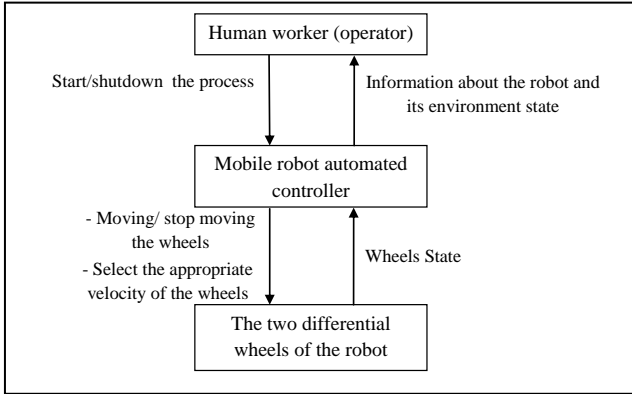 Human worker (operator)
Start/shutdown the process
Information about the robot and
its environment state
Mobile robot automated
controller
- Moving/ stop moving
the wheels
- Select the appropriate
velocity of the wheels
Wheels State
The two differential
wheels of the robot